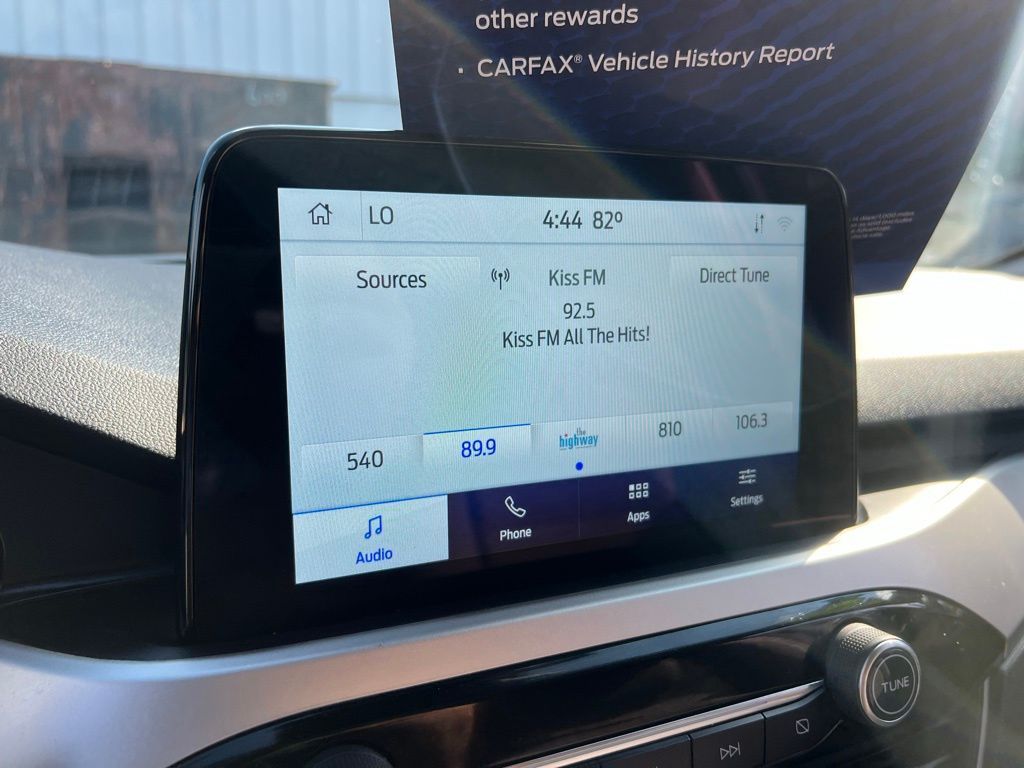 other rewards
· CARFAX® Vehicle History Report
LO
4:44 82°
Sources
Kiss FM
Direct Tune
92.5
Kiss FM All The Hits!
540
89.9
the highway
810
106.3
Audio
Phone
Apps
Settings
TUNE